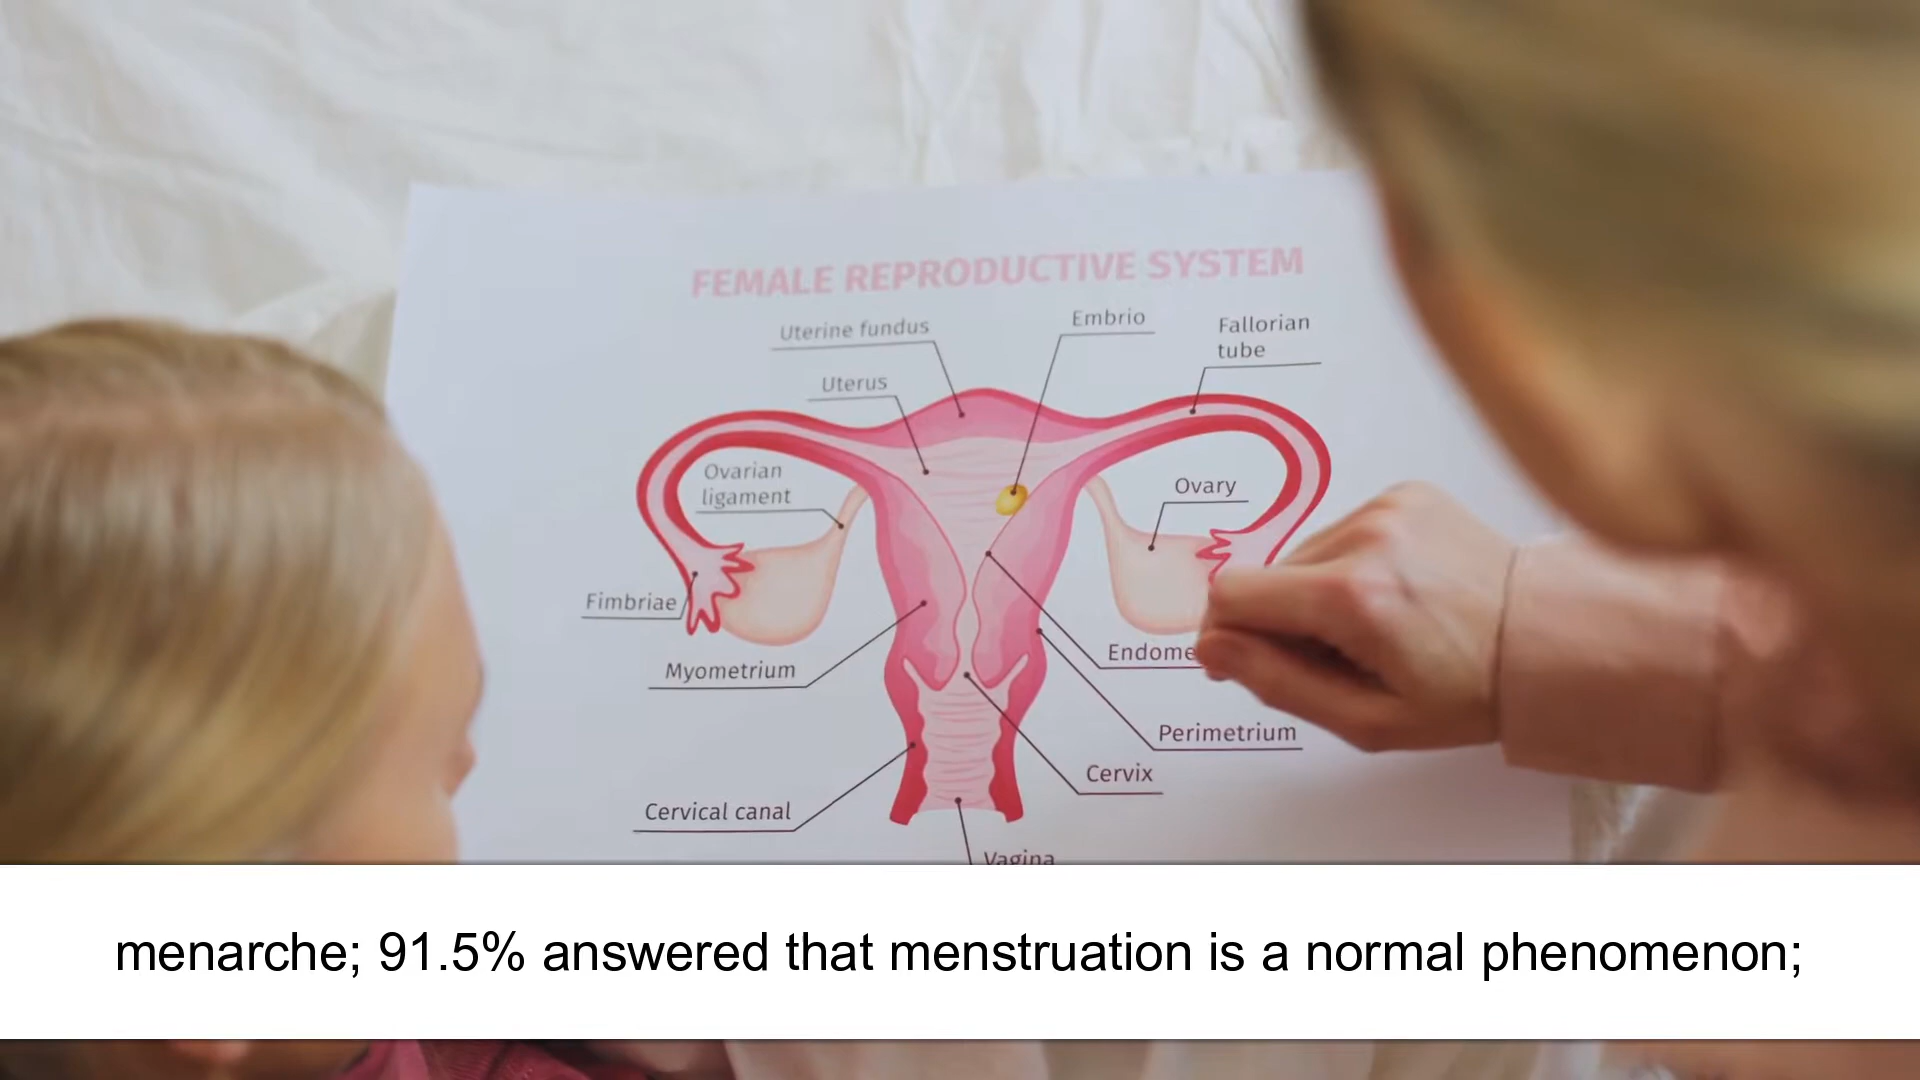 FEMALE REPRODUCTIVE SYSTEM
Uterine fundus
Embrio
Fallorian
tube
Uterus
Ovarian
ligament
Ovary
Fimbriae
Endome
Myometrium
Perimetrium
Cervix
Cervical canal
Vagina
menarche; 91.5% answered that menstruation is a normal phenomenon;